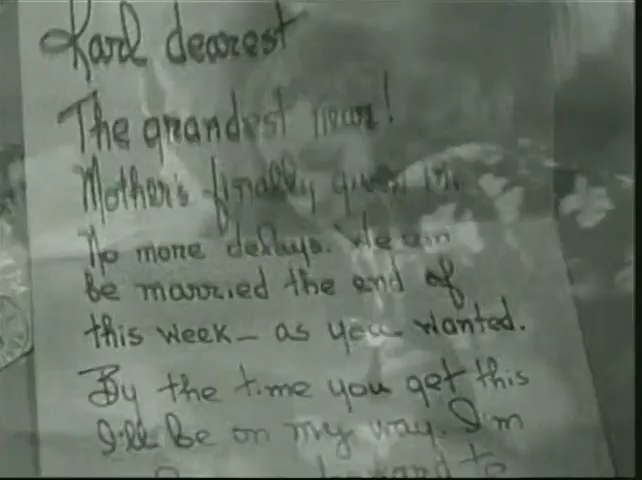 Karl dearest
The grandest news!
Mother's finally given in.
No more delays. We can
be married the end of
this week — as you wanted.
By the time you get this
I'll be on my way. I'm
to